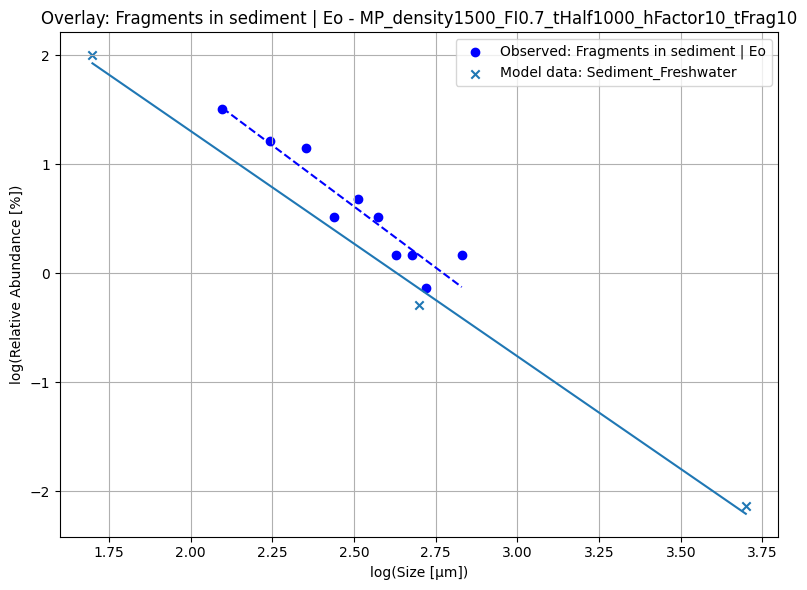 Overlay: Fragments in sediment | Eo - MP_density1500_FI0.7_tHalf1000_hFactor10_tFrag10
Observed: Fragments in sediment | Eo
Model data: Sediment_Freshwater
log(Relative Abundance [%])
2
1
0
−1
−2
1.75
2.00
2.25
2.50
2.75
3.00
3.25
3.50
3.75
log(Size [μm])